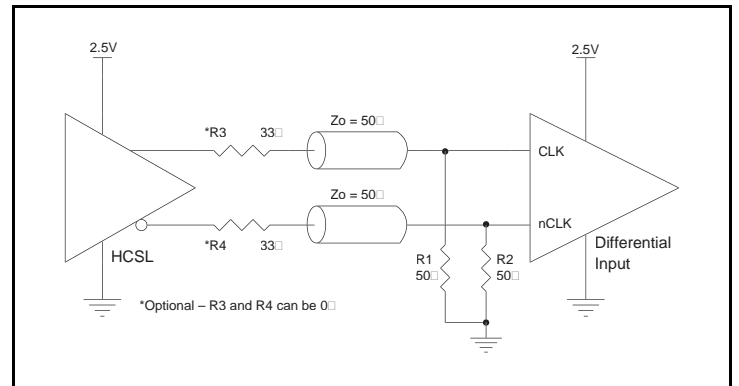 2.5V
2.5V
*R3 33□
Zo = 50□
CLK
Zo = 50□
nCLK
*R4 33□
HCSL
R1
50□
R2
50□
Differential
Input
*Optional – R3 and R4 can be 0□